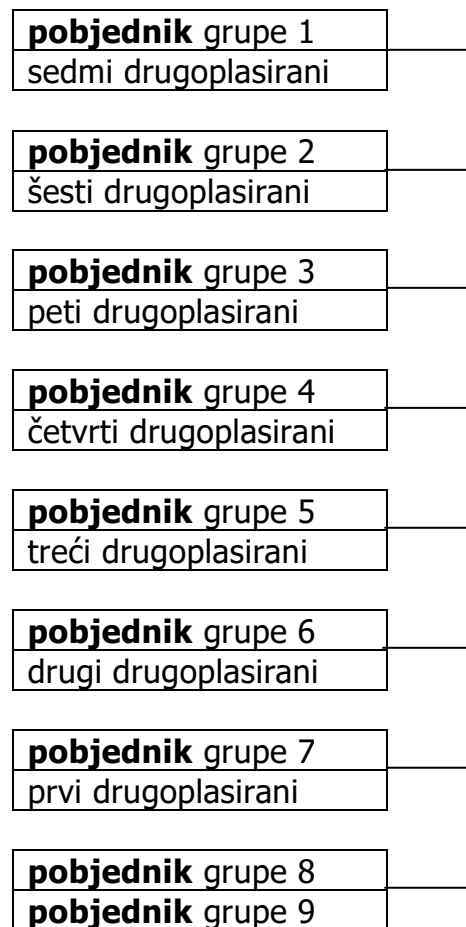 pobjednik grupe 1
sedmi drugoplasirani
pobjednik grupe 2
šesti drugoplasirani
pobjednik grupe 3
peti drugoplasirani
pobjednik grupe 4
četvrti drugoplasirani
pobjednik grupe 5
treći drugoplasirani
pobjednik grupe 6
drugi drugoplasirani
pobjednik grupe 7
prvi drugoplasirani
pobjednik grupe 8
pobjednik grupe 9